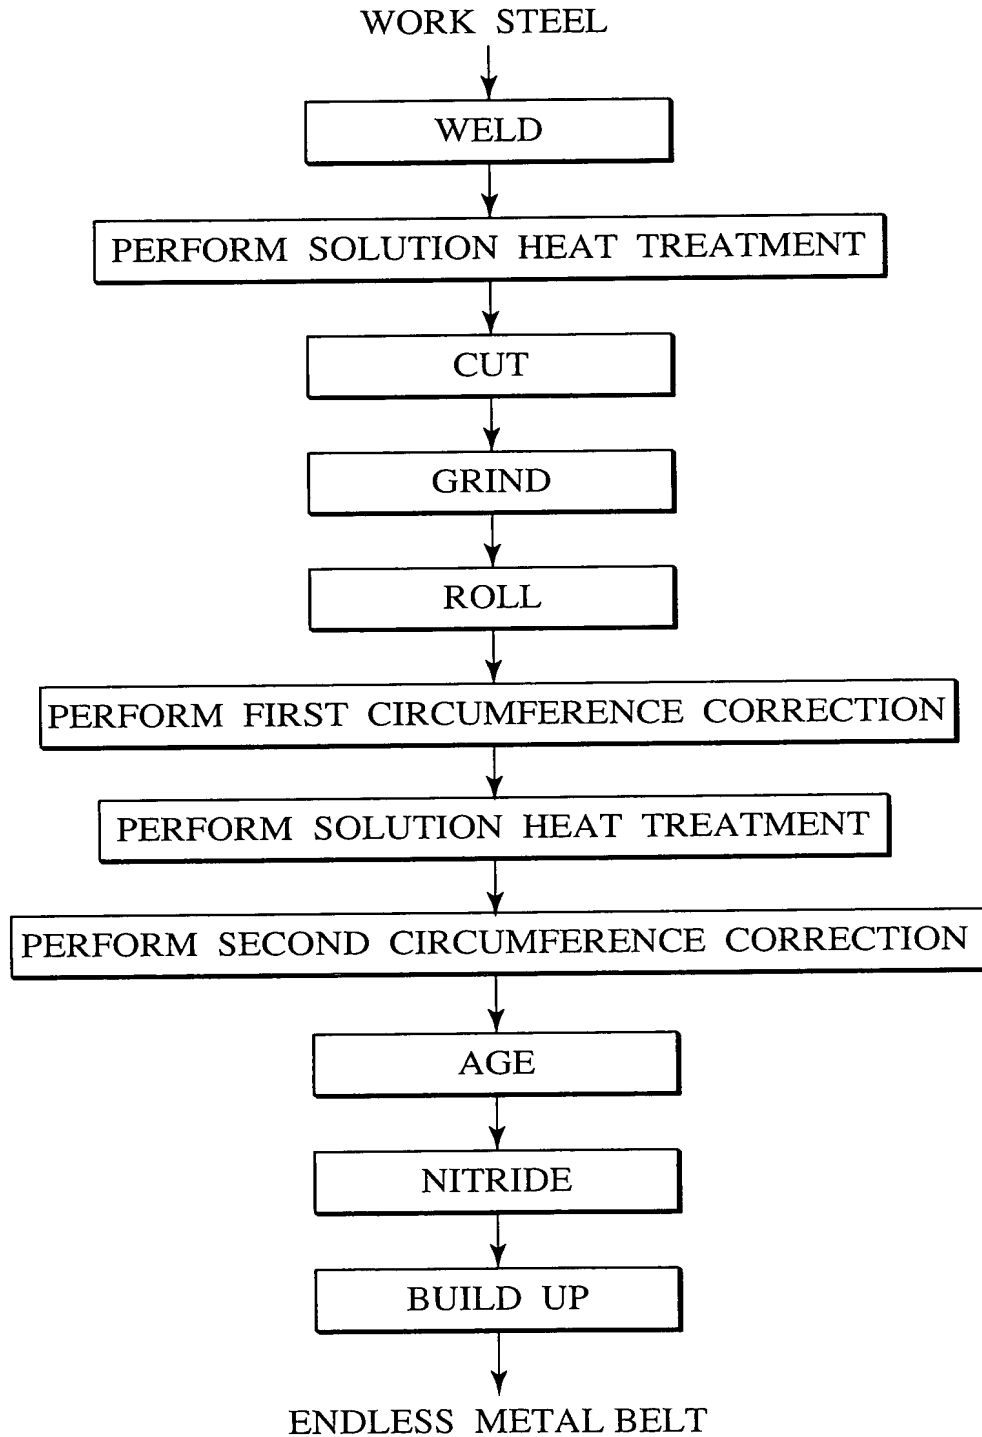 WORK STEEL
WELD
PERFORM SOLUTION HEAT TREATMENT
CUT
GRIND
ROLL
PERFORM FIRST CIRCUMFERENCE CORRECTION
PERFORM SOLUTION HEAT TREATMENT
PERFORM SECOND CIRCUMFERENCE CORRECTION
AGE
NITRIDE
BUILD UP
ENDLESS METAL BELT